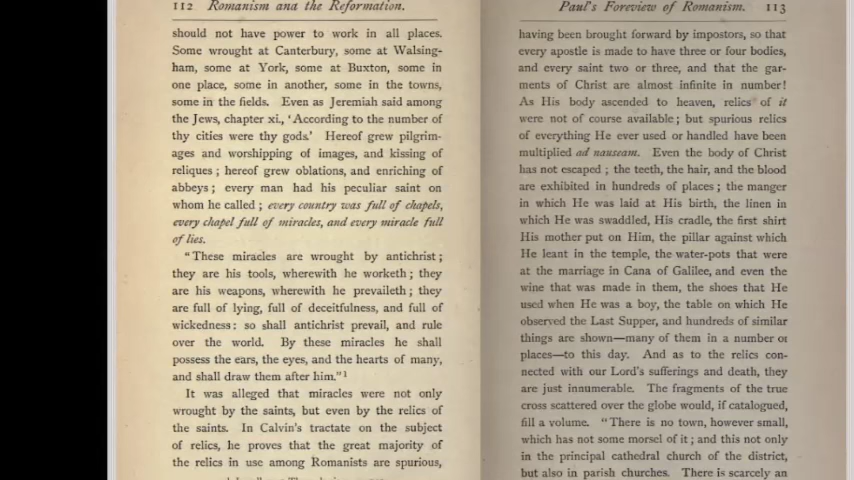 112 Romanism and the Reformation.
should not have power to work in all places.
Some wrought at Canterbury, some at Walsing-
ham, some at York, some at Buxton, some in
one place, some in another, some in the towns,
some in the fields. Even as Jeremiah said among
the Jews, chapter xi., 'According to the number of
thy cities were thy gods.' Hereof grew pilgrim-
ages and worshipping of images, and kissing of
reliques; hereof grew oblations, and enriching of
abbeys; every man had his peculiar saint on
whom he called; every country was full of chapels,
every chapel full of miracles, and every miracle full
of lies.
"These miracles are wrought by antichrist;
they are his tools, wherewith he worketh; they
are his weapons, wherewith he prevaileth; they
are full of lying, full of deceitfulness, and full of
wickedness: so shall antichrist prevail, and rule
over the world. By these miracles he shall
possess the ears, the eyes, and the hearts of many,
and shall draw them after him."1
It was alleged that miracles were not only
wrought by the saints, but even by the relics of
the saints. In Calvin's tractate on the subject
of relics, he proves that the great majority of
the relics in use among Romanists are spurious,
Paul's Foreview of Romanism. 113
having been brought forward by impostors, so that
every apostle is made to have three or four bodies,
and every saint two or three, and that the gar-
ments of Christ are almost infinite in number!
As His body ascended to heaven, relics of it
were not of course available; but spurious relics
of everything He ever used or handled have been
multiplied ad nauseam. Even the body of Christ
has not escaped; the teeth, the hair, and the blood
are exhibited in hundreds of places; the manger
in which He was laid at His birth, the linen in
which He was swaddled, His cradle, the first shirt
His mother put on Him, the pillar against which
He leant in the temple, the water-pots that were
at the marriage in Cana of Galilee, and even the
wine that was made in them, the shoes that He
used when He was a boy, the table on which He
observed the Last Supper, and hundreds of similar
things are shown—many of them in a number or
places—to this day. And as to the relics con-
nected with our Lord's sufferings and death, they
are just innumerable. The fragments of the true
cross scattered over the globe would, if catalogued,
fill a volume. "There is no town, however small,
which has not some morsel of it; and this not only
in the principal cathedral church of the district,
but also in parish churches. There is scarcely an